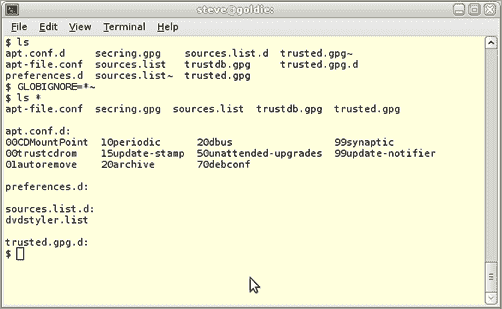 steve@goldie:
File Edit View Terminal Help
$ ls
apt.conf.d secring.gpg sources.list.d trusted.gpg~
apt-file.conf sources.list trustdb.gpg trusted.gpg.d
preferences.d sources.list~ trusted.gpg
$ GLOBIGNORE=*~
$ ls *
apt-file.conf secring.gpg sources.list trustdb.gpg trusted.gpg
apt.conf.d:
00CDMountPoint 10periodic 20dbus 99synaptic
00trustcdrom 15update-stamp 50unattended-upgrades 99update-notifier
01autoremove 20archive 70debconf
preferences.d:
sources.list.d:
dvdstyler.list
trusted.gpg.d:
$